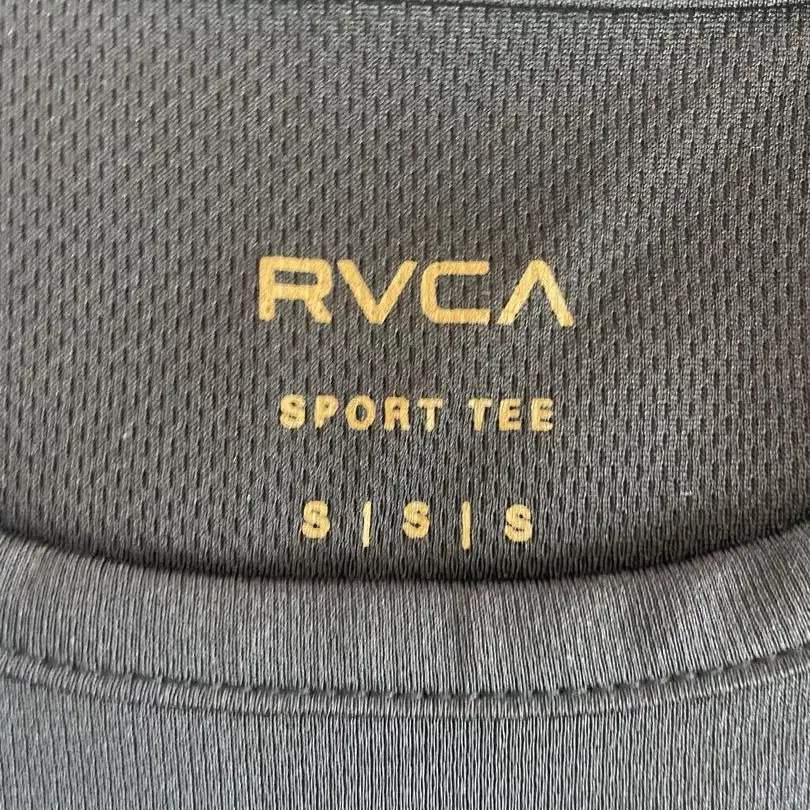 RVCA
SPORT TEE
S | S | S